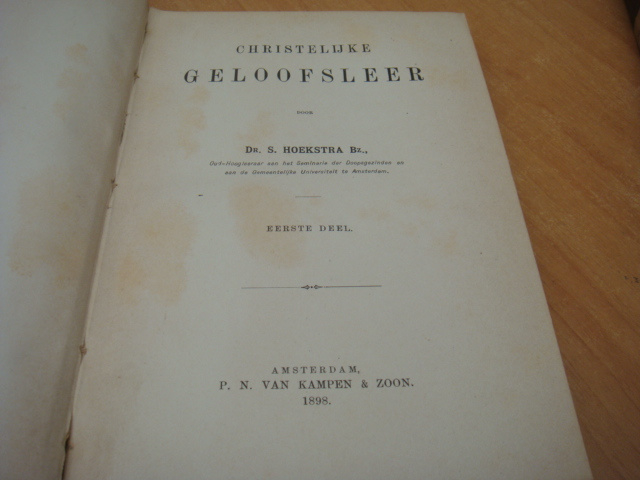 CHRISTELIJKE
GELOOFSLEER
DOOR
DR. S. HOEKSTRA BZ.,
Oud-Hoogleeraar aan het Seminarie der Doopsgezinden en
aan de Gemeentelijke Universiteit te Amsterdam.
EERSTE DEEL.
AMSTERDAM,
P. N. VAN KAMPEN & ZOON.
1898.